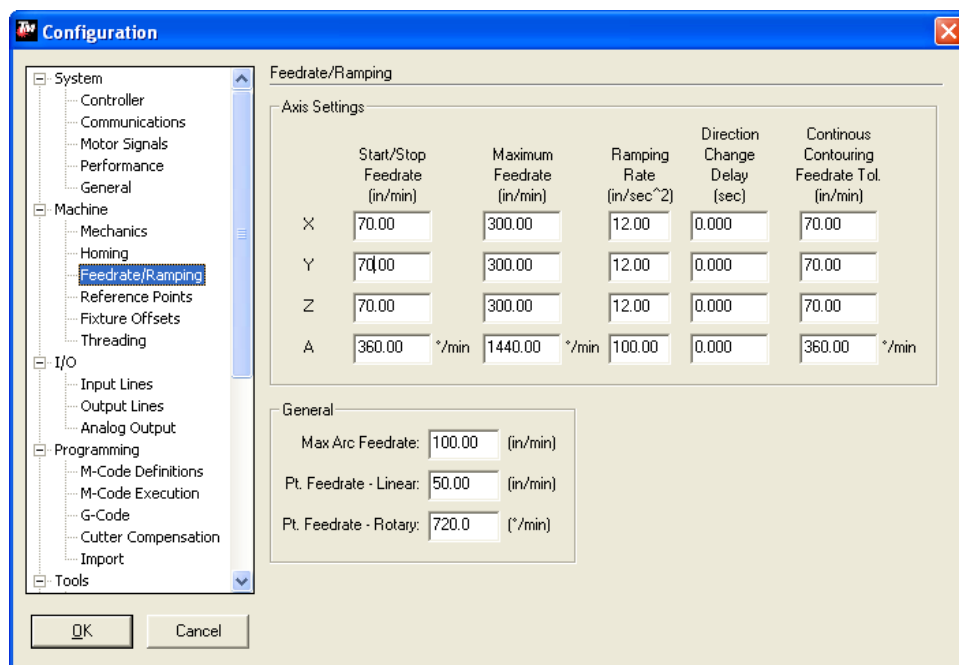 Configuration
System
Controller
Communications
Motor Signals
Performance
General
Machine
Mechanics
Homing
Feedrate/Ramping
Reference Points
Fixture Offsets
Threading
I/O
Input Lines
Output Lines
Analog Output
Programming
M-Code Definitions
M-Code Execution
G-Code
Cutter Compensation
Import
Tools
OK Cancel
Feedrate/Ramping
Axis Settings
Start/Stop Feedrate (in/min)
Maximum Feedrate (in/min)
Ramping Rate (in/sec^2)
Direction Change Delay (sec)
Continous Contouring Feedrate Tol. (in/min)
X 70.00 300.00 12.00 0.000 70.00
Y 70.00 300.00 12.00 0.000 70.00
Z 70.00 300.00 12.00 0.000 70.00
A 360.00 °/min 1440.00 °/min 100.00 0.000 360.00 °/min
General
Max Arc Feedrate: 100.00 (in/min)
Pt. Feedrate - Linear: 50.00 (in/min)
Pt. Feedrate - Rotary: 720.0 (°/min)